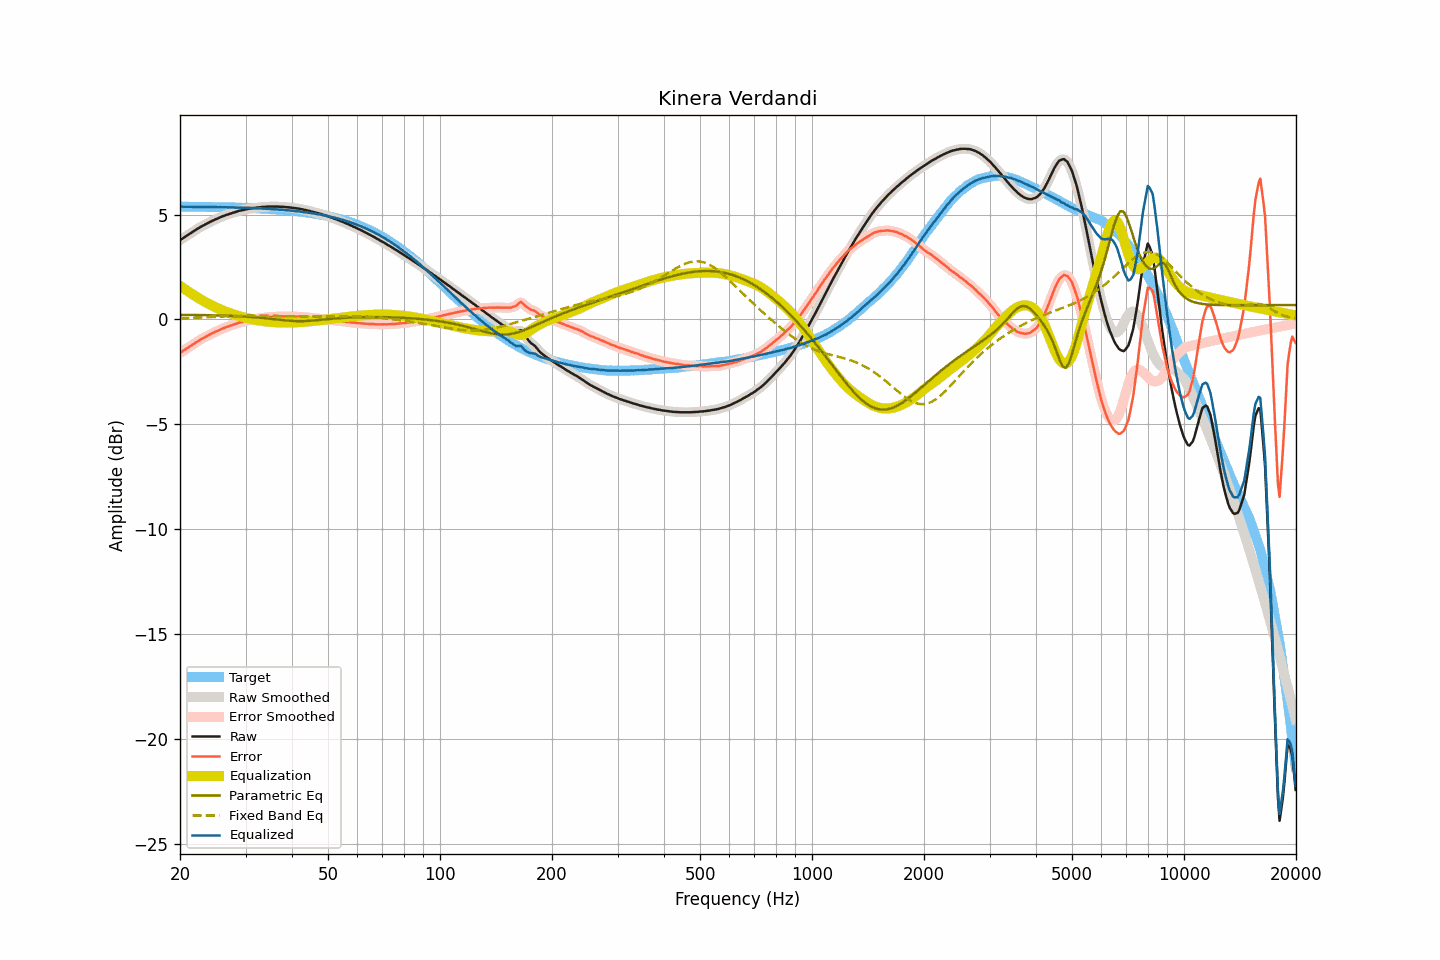 Kinera Verdandi
Amplitude (dBr)
5
0
−5
−10
−15
−20
−25
Target
Raw Smoothed
Error Smoothed
Raw
Error
Equalization
Parametric Eq
Fixed Band Eq
Equalized
20 50 100 200 500 1000 2000 5000 10000 20000
Frequency (Hz)